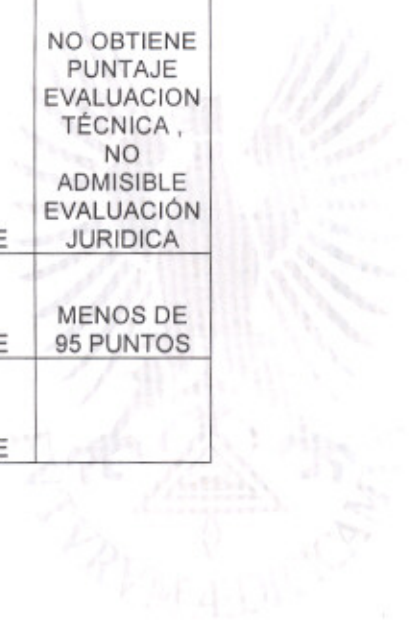 NO OBTIENE
PUNTAJE
EVALUACION
TÉCNICA ,
NO
ADMISIBLE
EVALUACIÓN
E JURIDICA
MENOS DE
E 95 PUNTOS
E